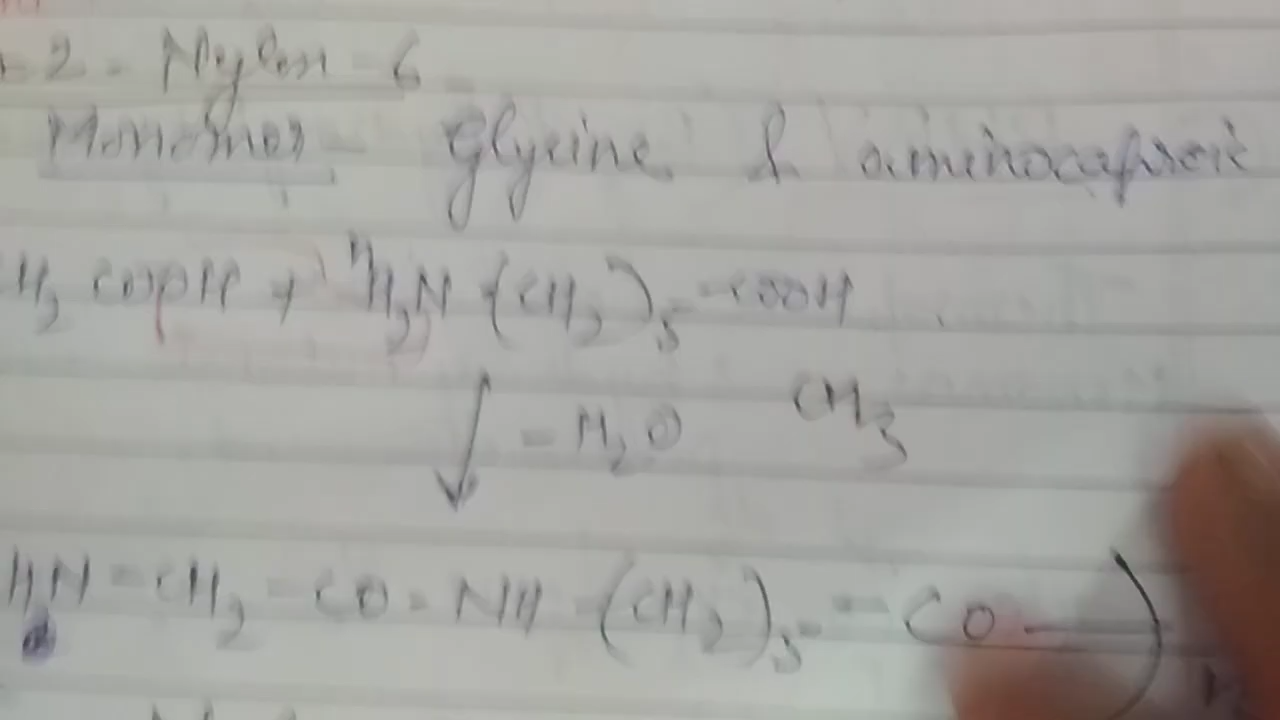 -2-Nylon-6
Monomer- Glycine & aminocaproic
H2 COOH + H2N (CH2)5-COOH
-H2O CH3
HN-CH2-CO-NH-(CH2)5-CO-)n